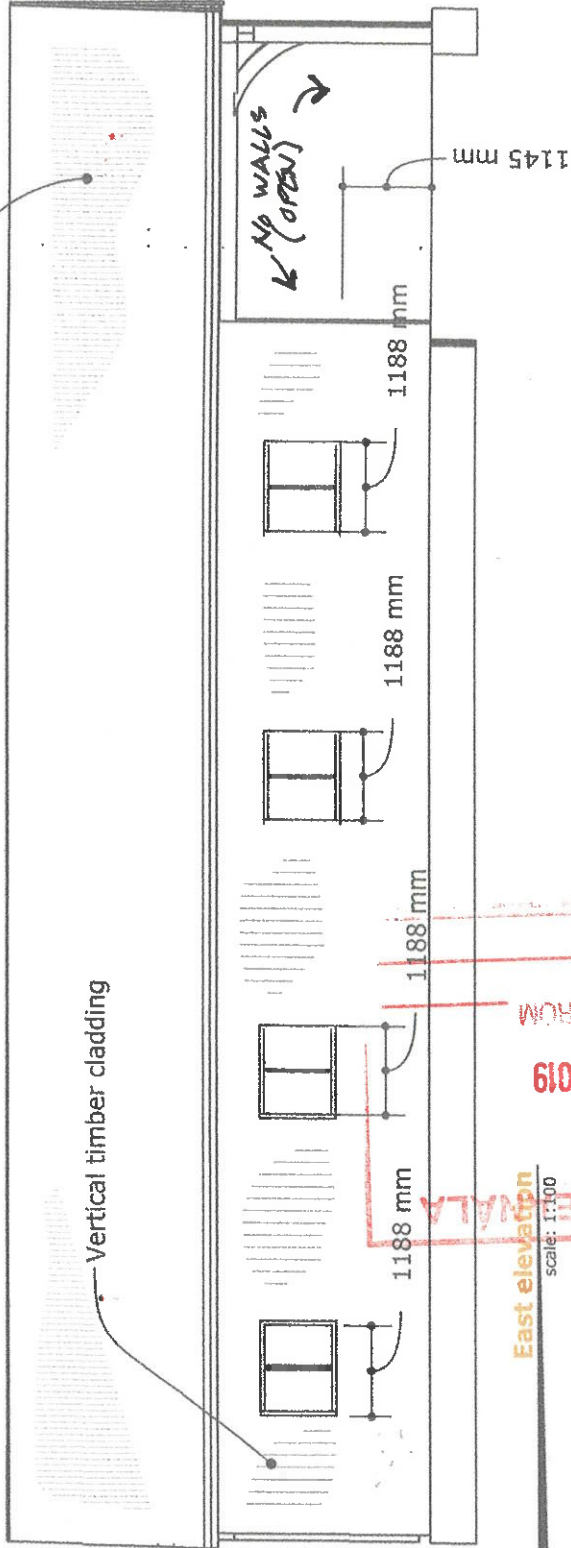 Vertical timber cladding
No WALLS
(OPEN)
1188 mm
1188 mm
1188 mm
1188 mm
1145 mm
East elevation
scale: 1:100